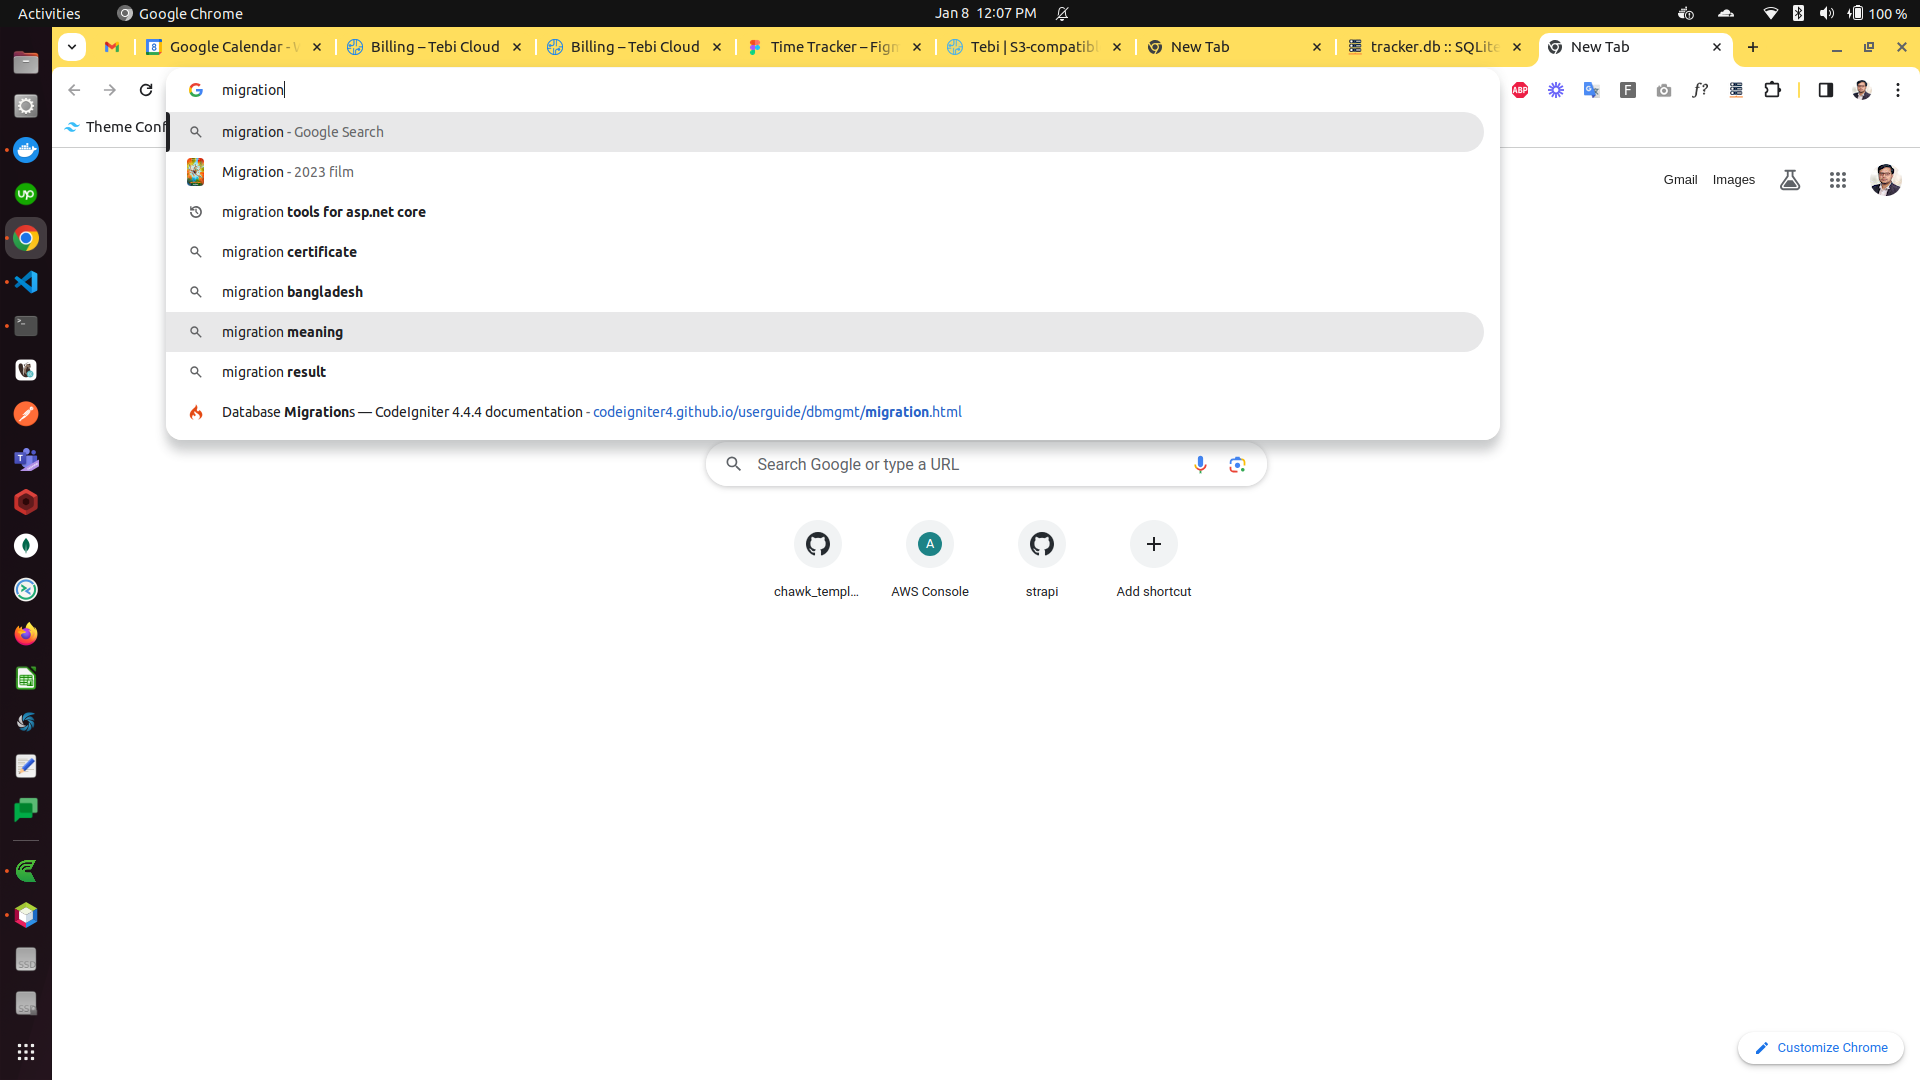 Activities Google Chrome Jan 8 12:07 PM 100 %
Google Calendar - Billing – Tebi Cloud Billing – Tebi Cloud Time Tracker – Figm Tebi | S3-compatibl New Tab tracker.db :: SQLite New Tab
migration
ABP F f?
Theme Conf
migration - Google Search
Migration - 2023 film
migration tools for asp.net core
migration certificate
migration bangladesh
migration meaning
migration result
Database Migrations — CodeIgniter 4.4.4 documentation - codeigniter4.github.io/userguide/dbmgmt/migration.html
Gmail Images
Search Google or type a URL
A
chawk_templ... AWS Console strapi Add shortcut
Customize Chrome